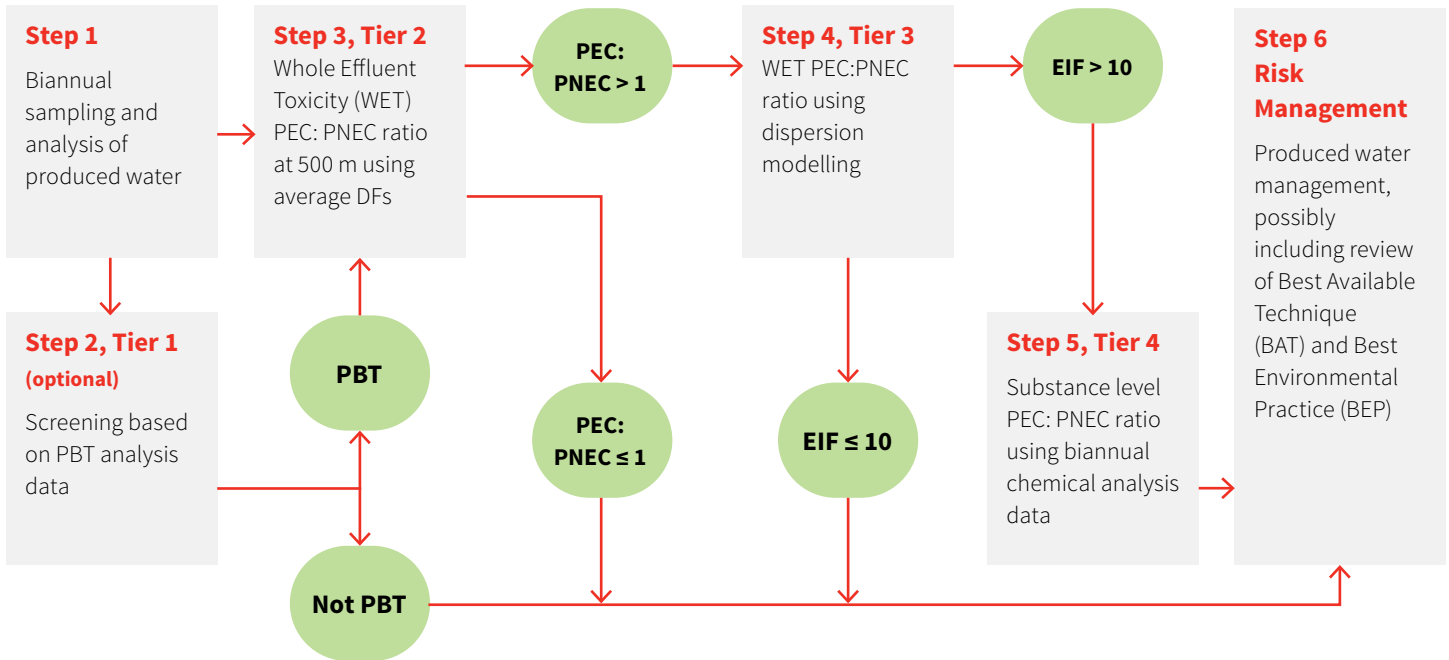 Step 1
Biannual
sampling and
analysis of
produced water
Step 2, Tier 1
(optional)
Screening based
on PBT analysis
data
Step 3, Tier 2
Whole Effluent
Toxicity (WET)
PEC: PNEC ratio
at 500 m using
average DFs
PBT
Not PBT
PEC:
PNEC > 1
PEC:
PNEC ≤ 1
Step 4, Tier 3
WET PEC:PNEC
ratio using
dispersion
modelling
EIF ≤ 10
EIF > 10
Step 5, Tier 4
Substance level
PEC: PNEC ratio
using biannual
chemical analysis
data
Step 6
Risk
Management
Produced water
management,
possibly
including review
of Best Available
Technique
(BAT) and Best
Environmental
Practice (BEP)